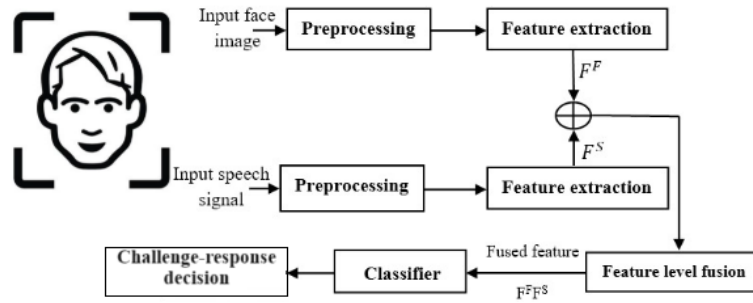 Input face
image
Preprocessing
Feature extraction
F^F
F^S
Input speech
signal
Preprocessing
Feature extraction
Challenge-response
decision
Classifier
Fused feature
F^FF^S
Feature level fusion